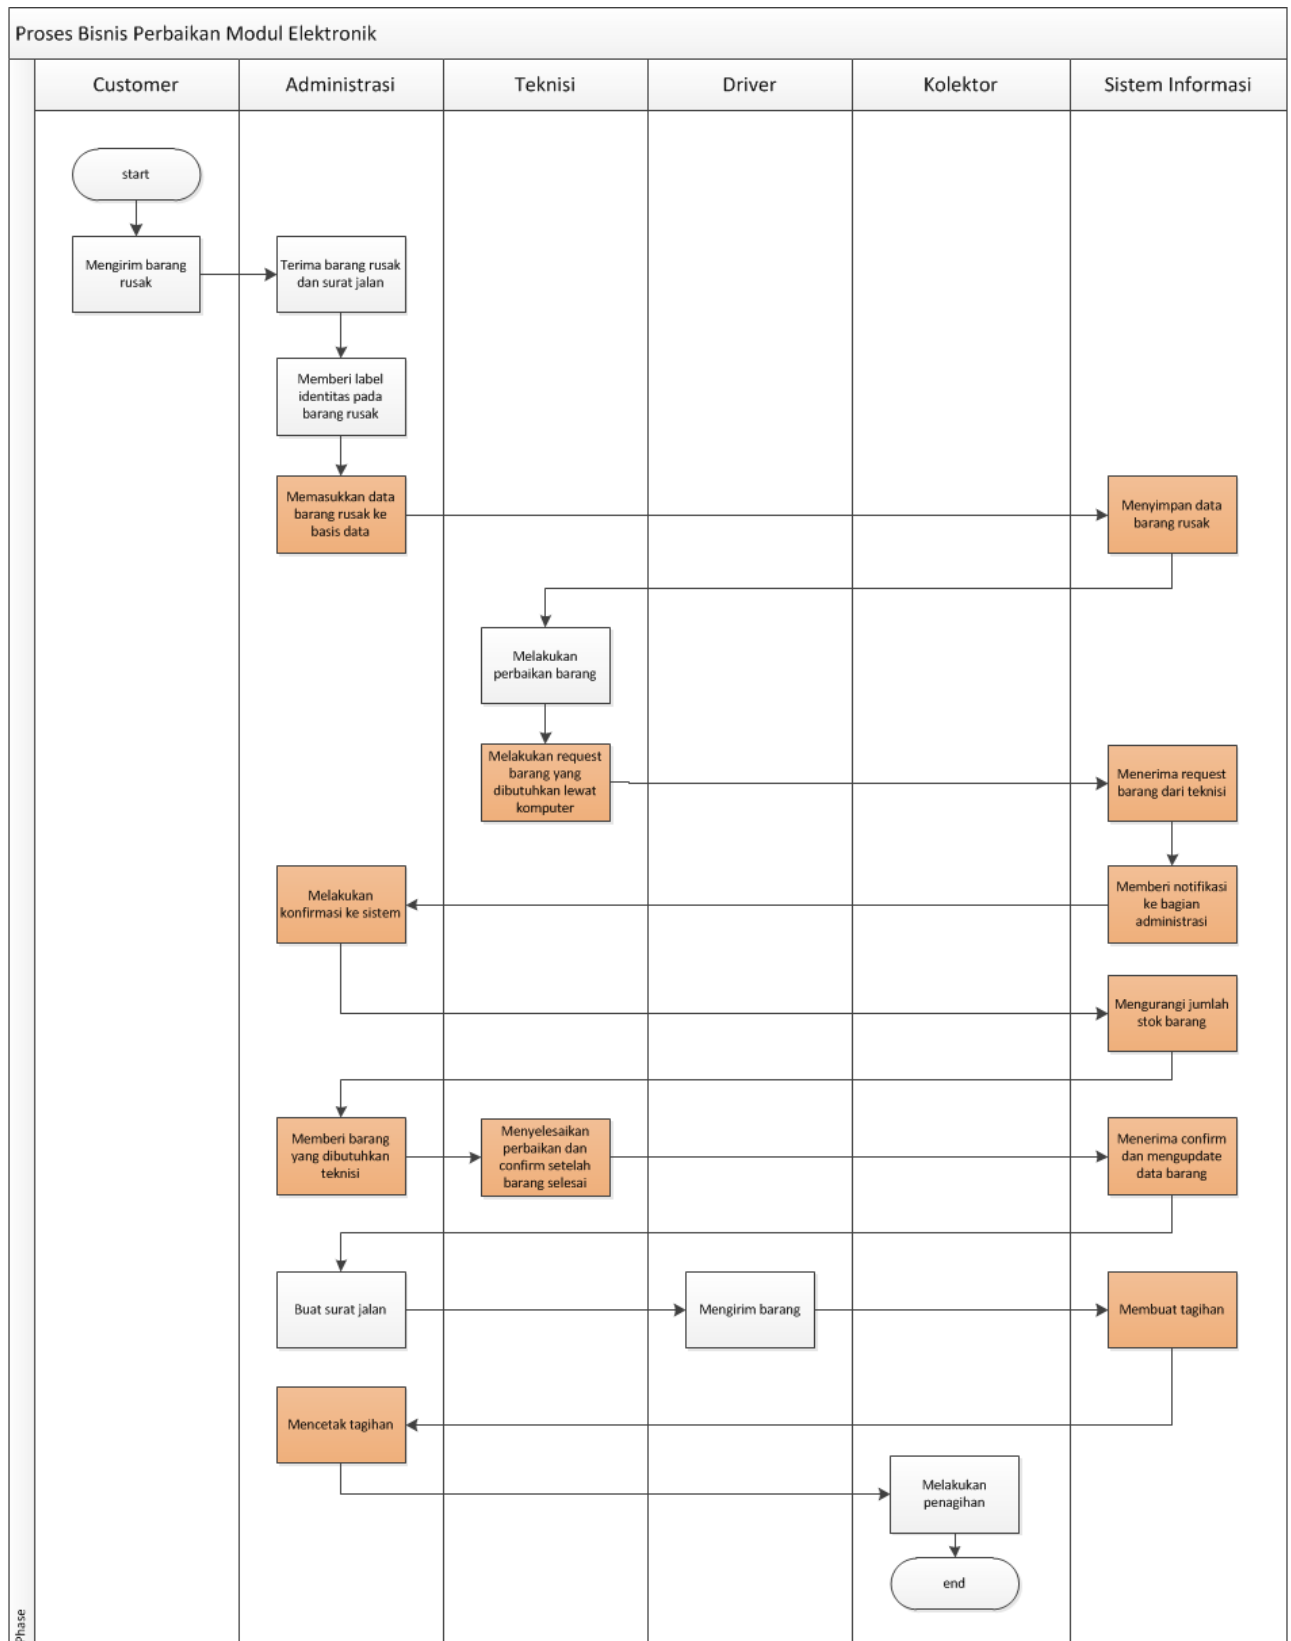 Proses Bisnis Perbaikan Modul Elektronik
Customer
Administrasi
Teknisi
Driver
Kolektor
Sistem Informasi
start
Mengirim barang
rusak
Terima barang rusak
dan surat jalan
Memberi label
identitas pada
barang rusak
Memasukkan data
barang rusak ke
basis data
Menyimpan data
barang rusak
Melakukan
perbaikan barang
Melakukan request
barang yang
dibutuhkan lewat
komputer
Menerima request
barang dari teknisi
Memberi notifikasi
ke bagian
administrasi
Melakukan
konfirmasi ke sistem
Mengurangi jumlah
stok barang
Memberi barang
yang dibutuhkan
teknisi
Menyelesaikan
perbaikan dan
confirm setelah
barang selesai
Menerima confirm
dan mengupdate
data barang
Buat surat jalan
Mengirim barang
Membuat tagihan
Mencetak tagihan
Melakukan
penagihan
end
Phase